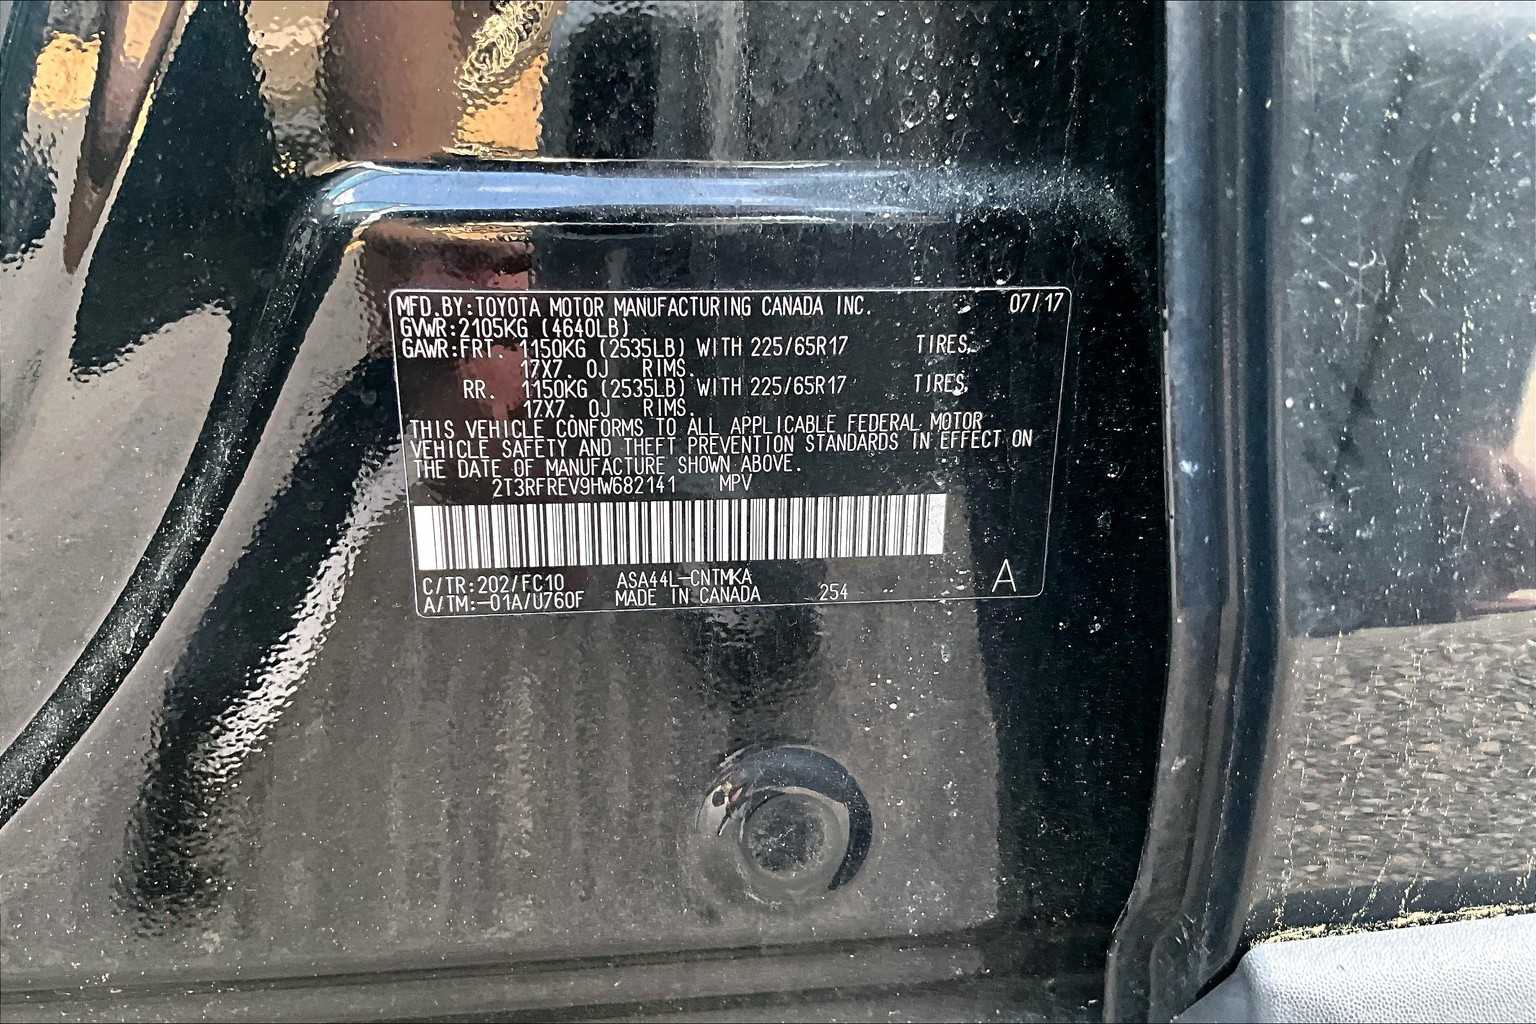 MFD.BY:TOYOTA MOTOR MANUFACTURING CANADA INC. 07/17
GVWR:2105KG (4640LB)
GAWR:FRT. 1150KG (2535LB) WITH 225/65R17 TIRES,
17X7. 0J RIMS.
RR. 1150KG (2535LB) WITH 225/65R17 TIRES,
17X7. 0J RIMS.
THIS VEHICLE CONFORMS TO ALL APPLICABLE FEDERAL MOTOR
VEHICLE SAFETY AND THEFT PREVENTION STANDARDS IN EFFECT ON
THE DATE OF MANUFACTURE SHOWN ABOVE.
2T3RFREV9HW682141 MPV
C/TR:202/FC10 ASA44L-CNTMKA
A/TM:-01A/U760F MADE IN CANADA 254 A